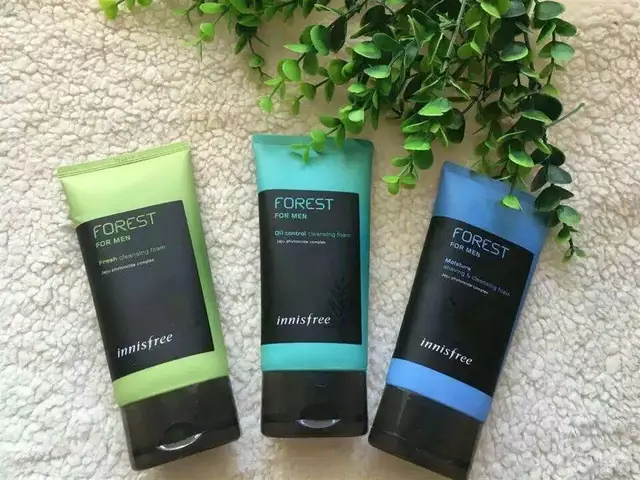 FOREST
FOR MEN
Fresh cleansing foam
Jeju phytoncide complex
innisfree
FOREST
FOR MEN
Oil control cleansing foam
Jeju phytoncide complex
innisfree
FOREST
FOR MEN
Moisture
shaving & cleansing foam
Jeju phytoncide complex
innisfree